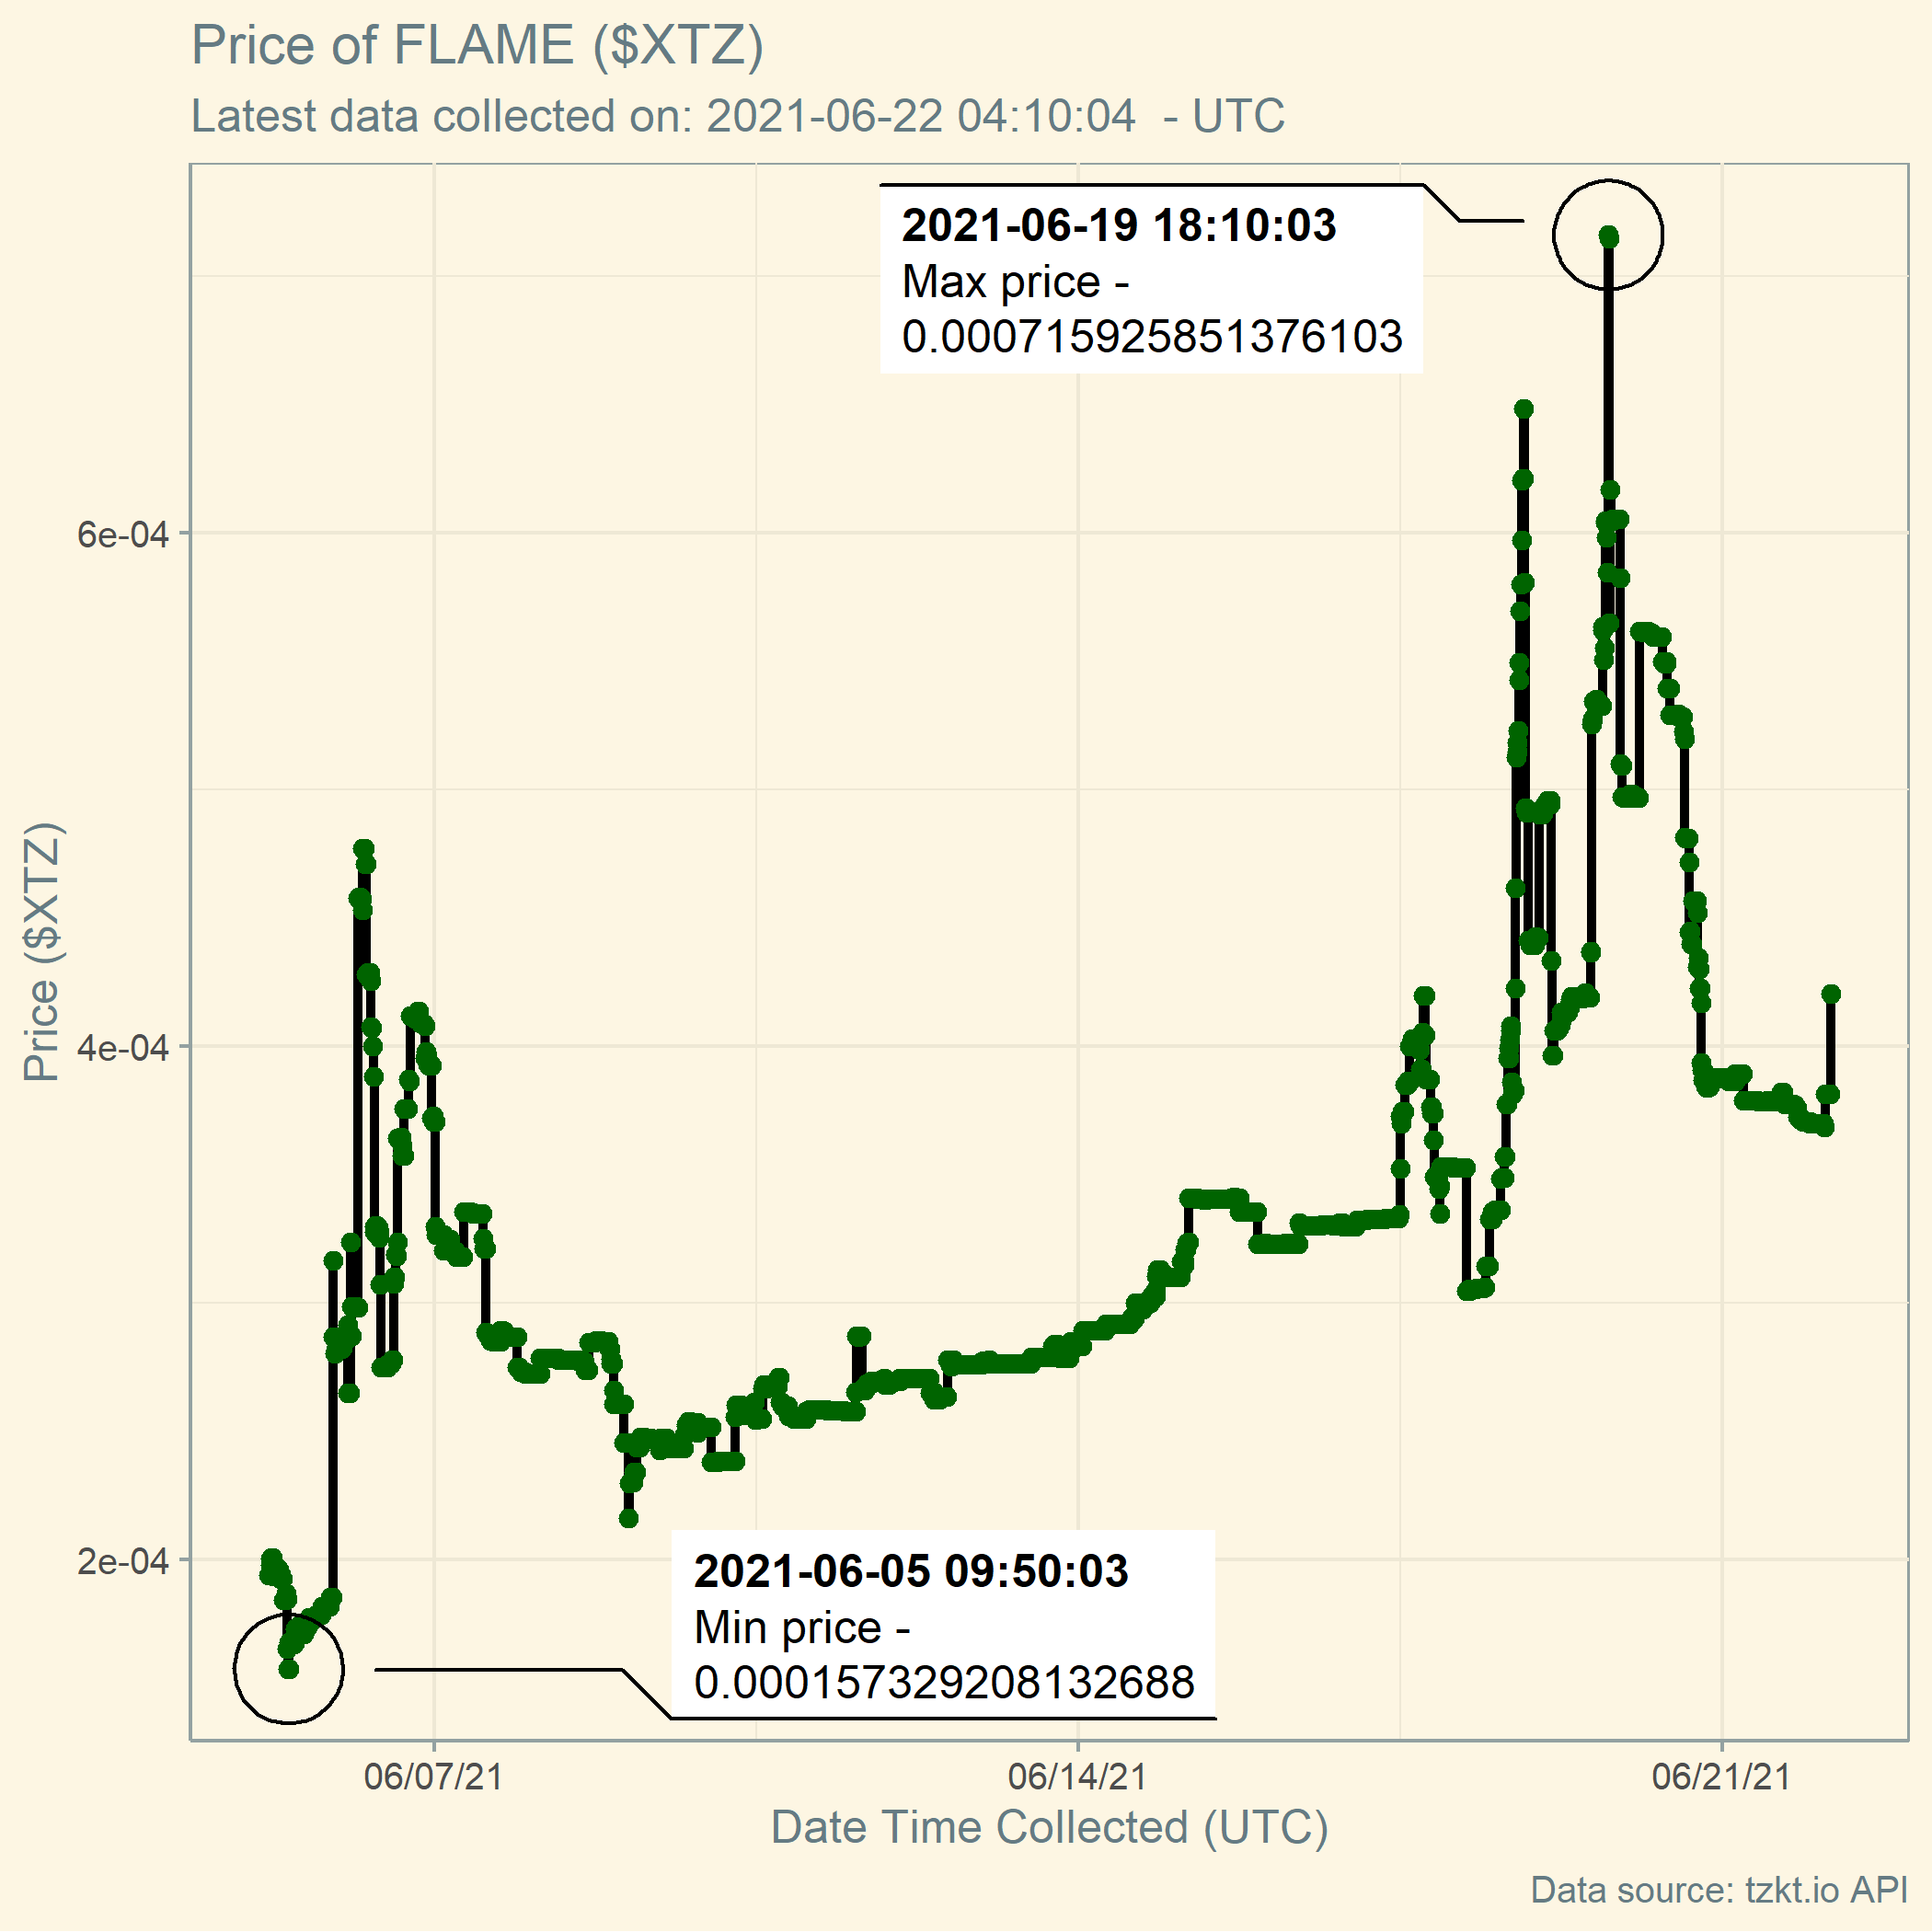 Price of FLAME ($XTZ)
Latest data collected on: 2021-06-22 04:10:04  - UTC
2021-06-19 18:10:03
Max price -
0.000715925851376103
6e-04
4e-04
2e-04
Price ($XTZ)
2021-06-05 09:50:03
Min price -
0.000157329208132688
06/07/21
06/14/21
06/21/21
Date Time Collected (UTC)
Data source: tzkt.io API